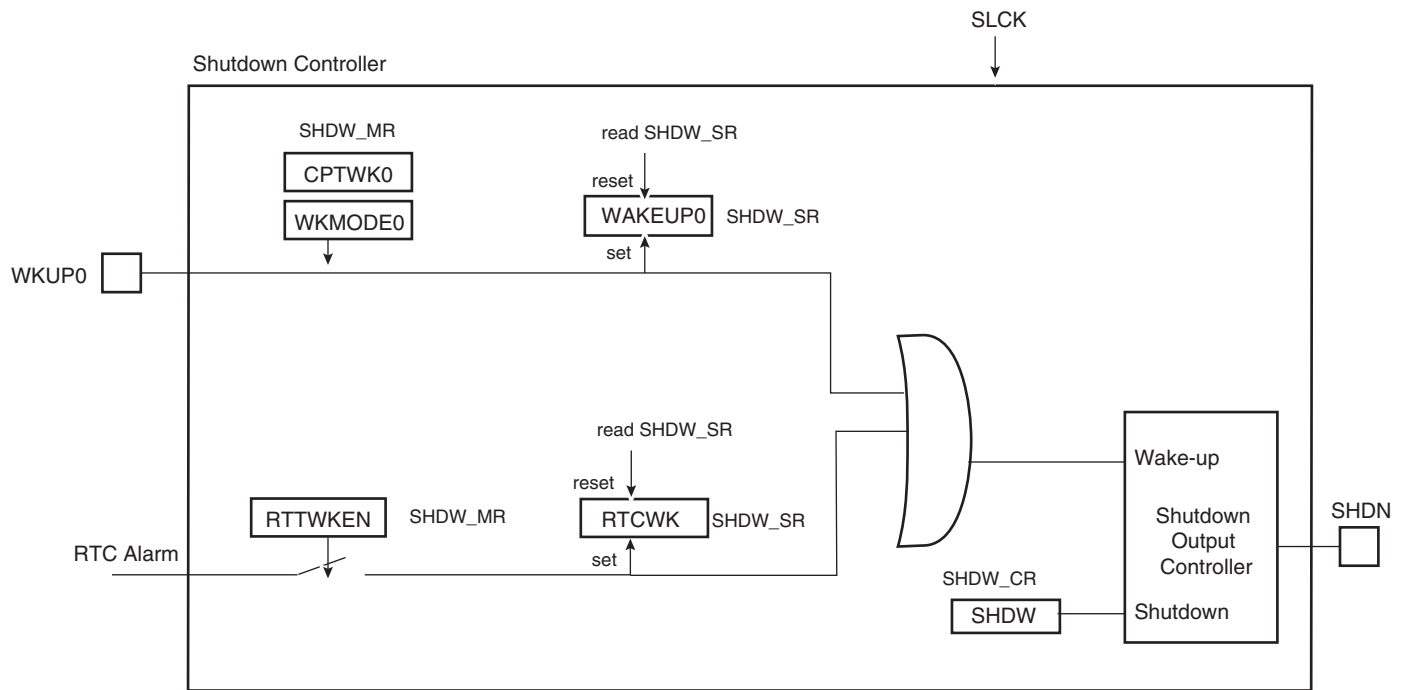 SLCK
Shutdown Controller
SHDW_MR
read SHDW_SR
CPTWK0
reset
WAKEUP0
SHDW_SR
WKMODE0
set
WKUP0
read SHDW_SR
Wake-up
reset
RTTWKEN
SHDW_MR
RTCWK
SHDW_SR
Shutdown
Output
Controller
SHDN
RTC Alarm
set
SHDW_CR
SHDW
Shutdown